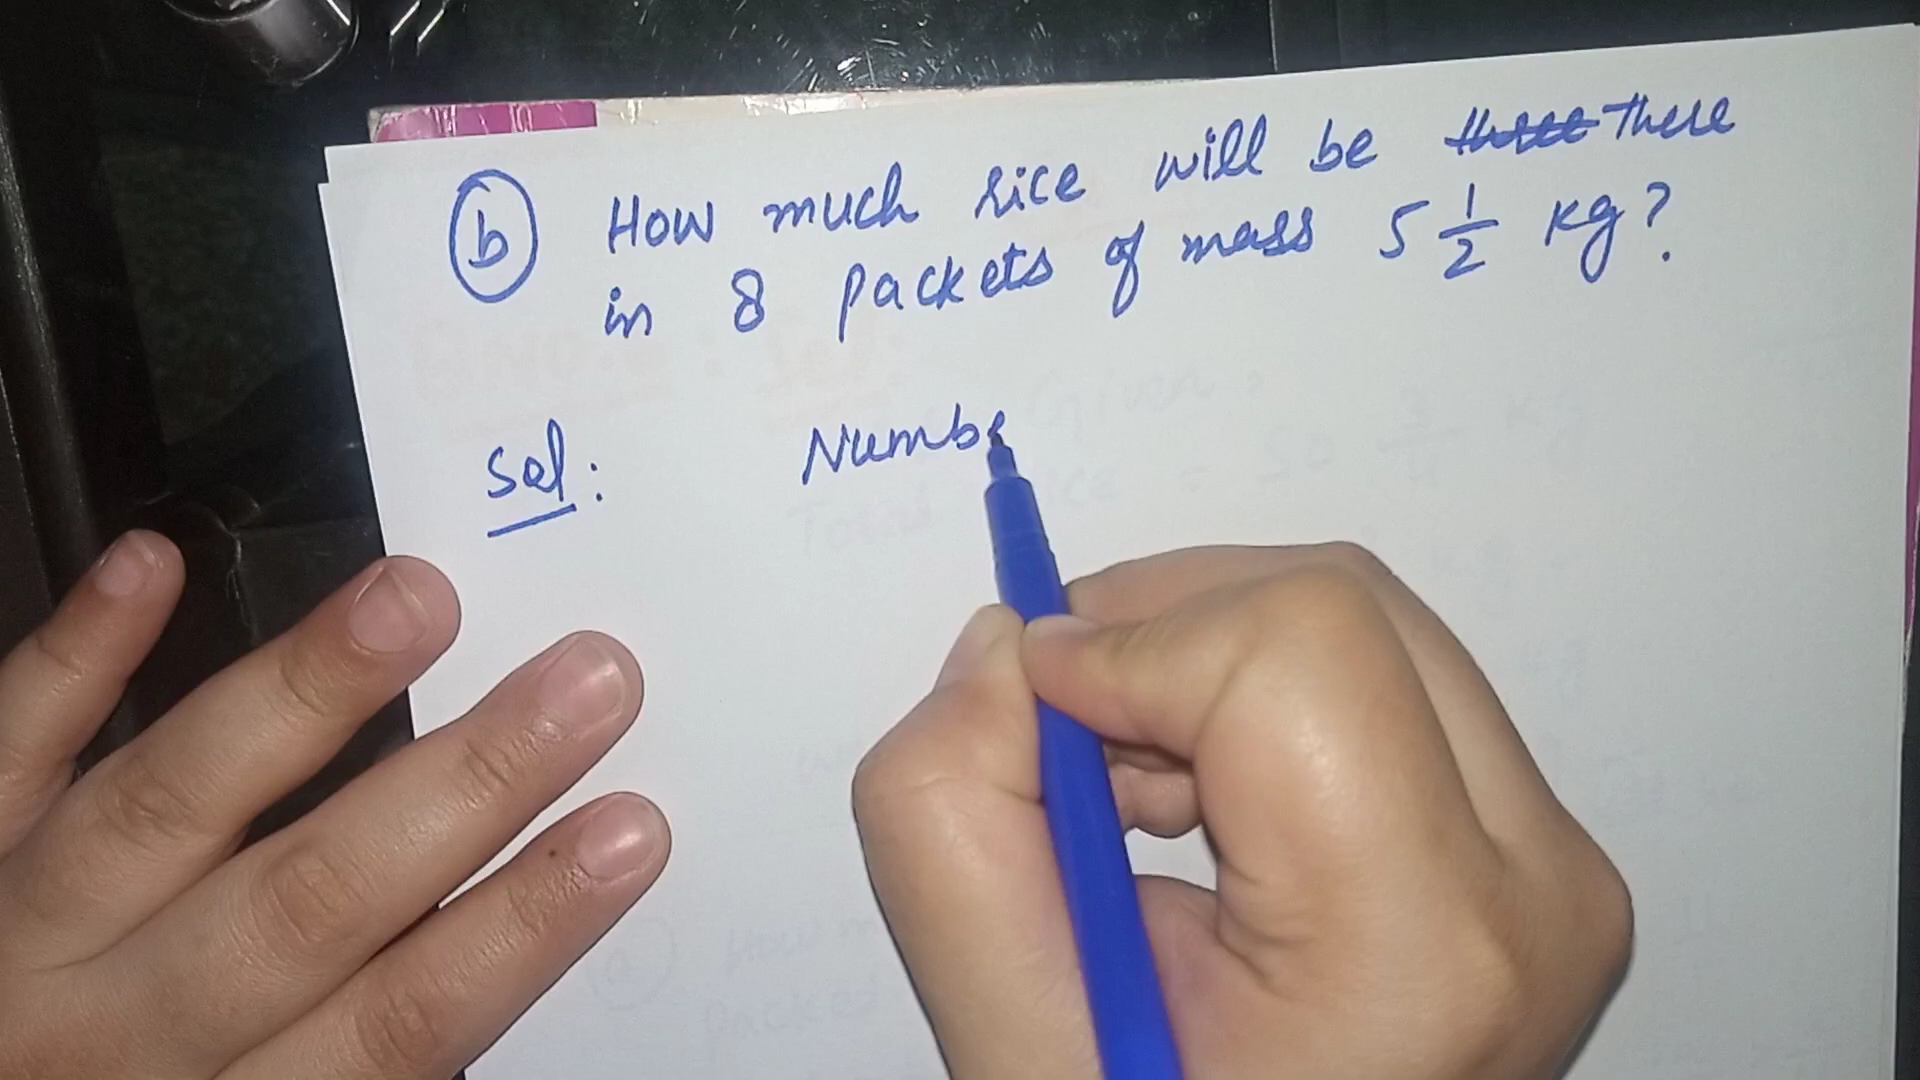 b How much rice will be there
in 8 packets of mass 5 1/2 kg?
Sol: Numbe